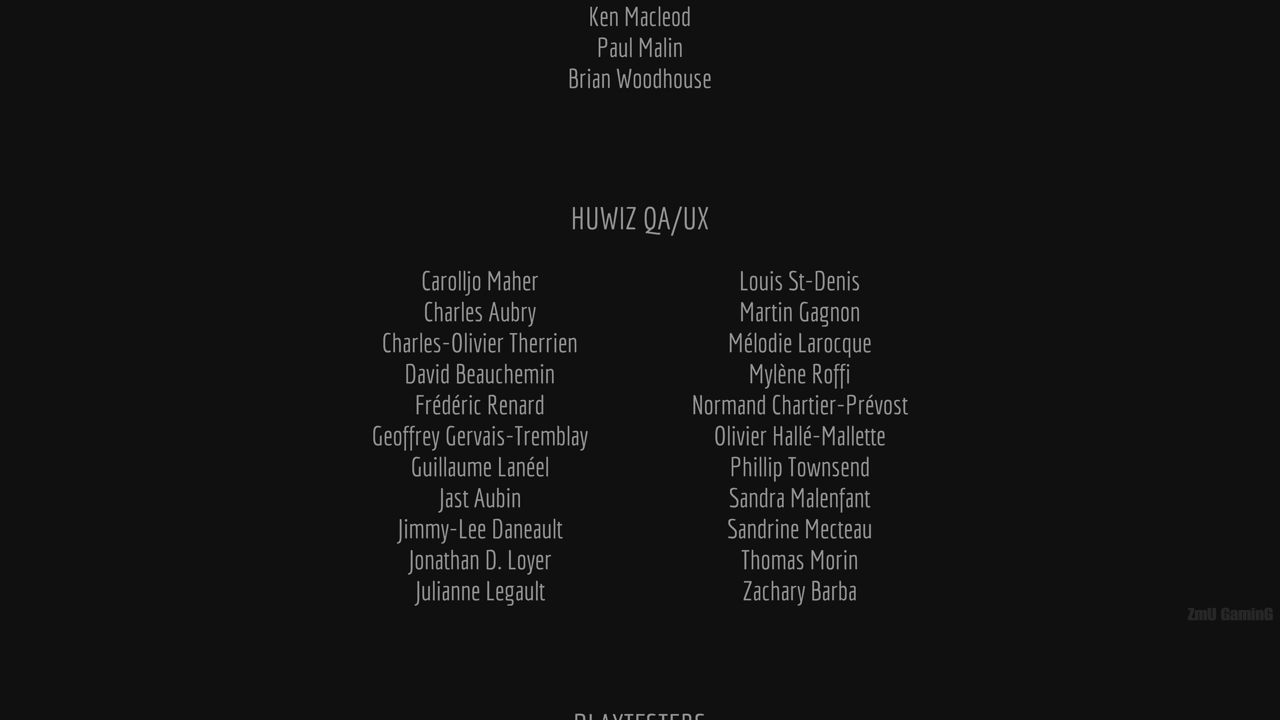 Ken Macleod
Paul Malin
Brian Woodhouse
HUWIZ QA/UX
Carolljo Maher
Charles Aubry
Charles-Olivier Therrien
David Beauchemin
Frédéric Renard
Geoffrey Gervais-Tremblay
Guillaume Lanéel
Jast Aubin
Jimmy-Lee Daneault
Jonathan D. Loyer
Julianne Legault
Louis St-Denis
Martin Gagnon
Mélodie Larocque
Mylène Roffi
Normand Chartier-Prévost
Olivier Hallé-Mallette
Phillip Townsend
Sandra Malenfant
Sandrine Mecteau
Thomas Morin
Zachary Barba
ZmU GaminG
PLAYTESTERS